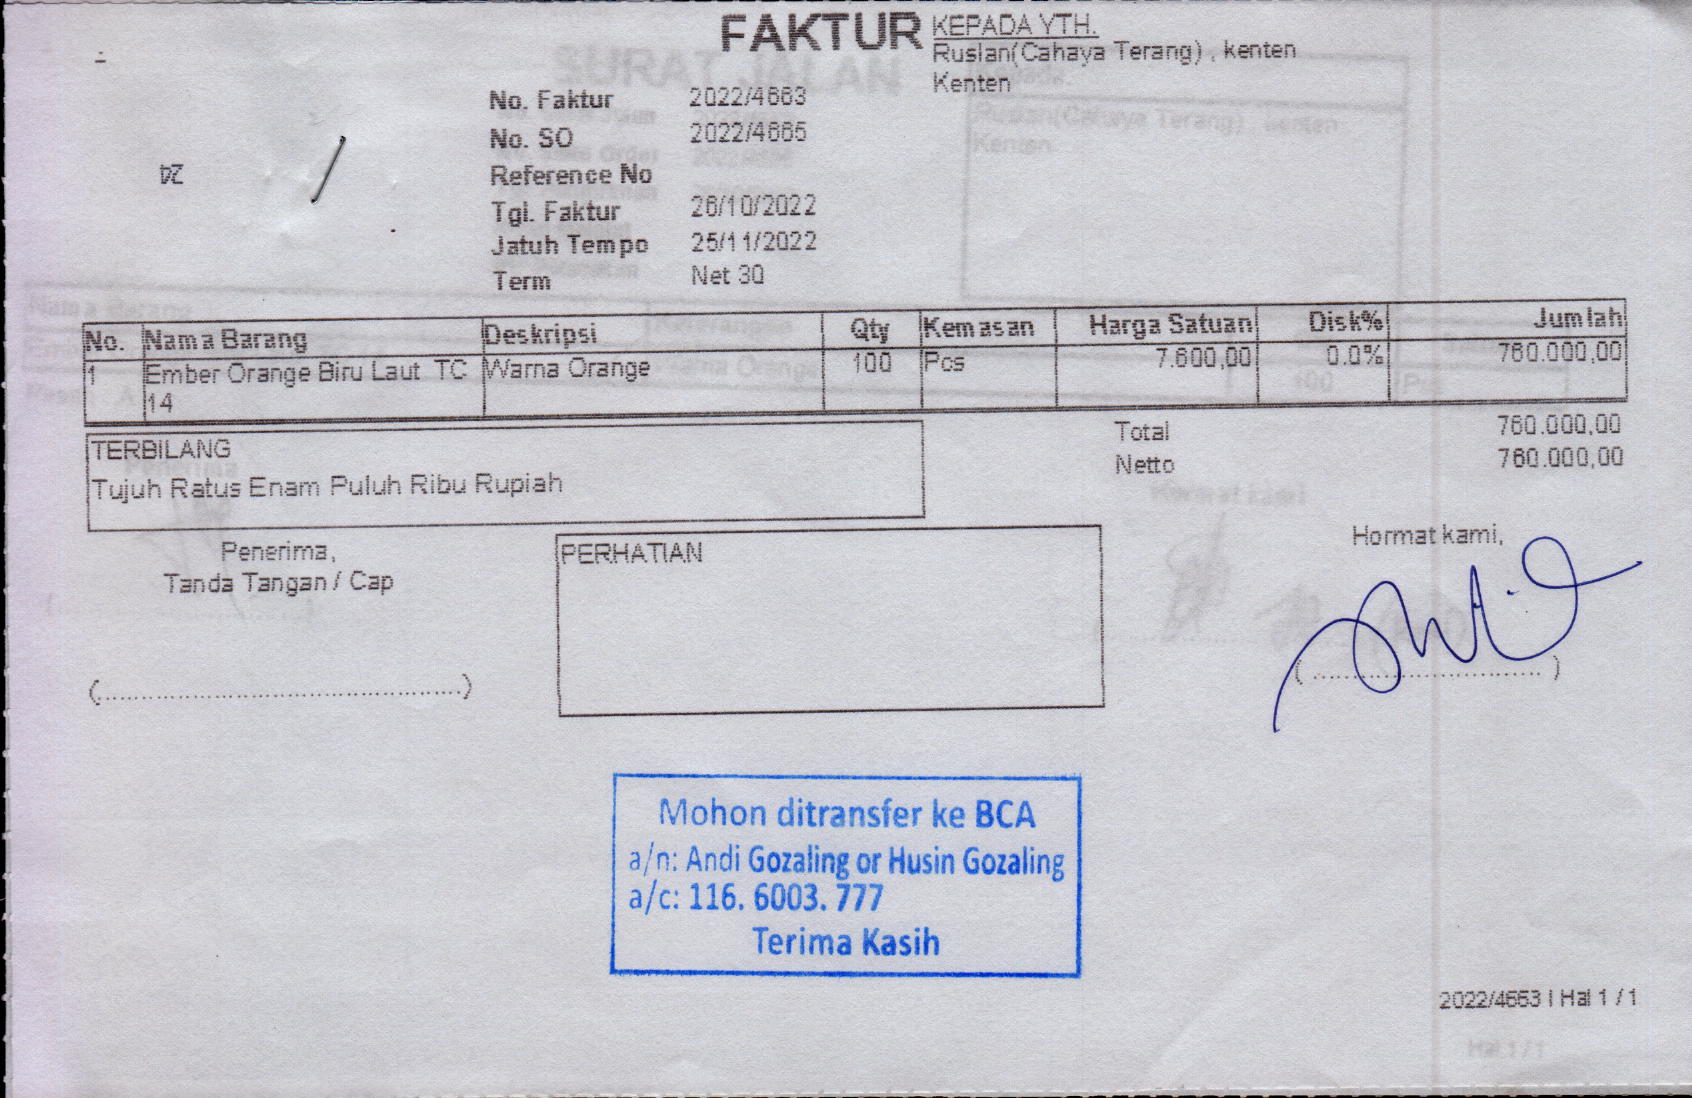 FAKTUR
KEPADA YTH.
Ruslan(Cahaya Terang) , kenten
Kenten
No. Faktur 2022/4663
No. SO 2022/4665
Reference No
Tgl. Faktur 26/10/2022
Jatuh Tempo 25/11/2022
Term Net 30
No. Nama Barang Deskripsi Qty Kemasan Harga Satuan Disk% Jumlah
1 Ember Orange Biru Laut TC Warna Orange 100 Pcs 7.600,00 0.0% 760.000,00
14
Total 760.000,00
Netto 760.000,00
TERBILANG
Tujuh Ratus Enam Puluh Ribu Rupiah
Penerima,
Tanda Tangan / Cap
(...............................................)
PERHATIAN
Hormat kami,
(.............................)
Mohon ditransfer ke BCA
a/n: Andi Gozaling or Husin Gozaling
a/c: 116. 6003. 777
Terima Kasih
2022/4663 | Hal 1 / 1